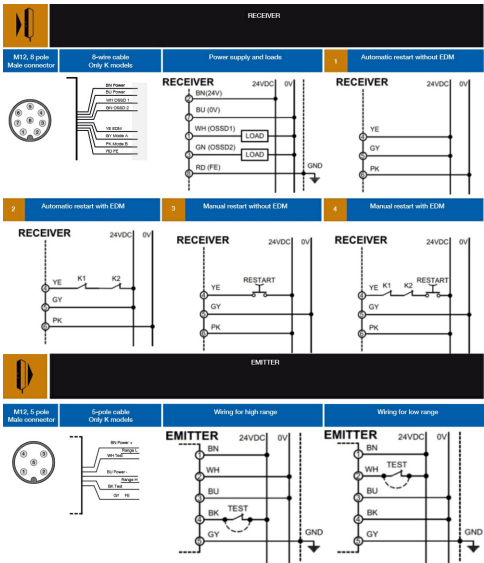 RECEIVER
M12, 8 pole
Male connector
8-wire cable
Only K models
Power supply and loads
1
Automatic restart without EDM
BN Power
BU Power
WH OSSD 1
GN OSSD 2
YE EDM
GY Mode A
PK Mode B
RD FE
RECEIVER
24VDC
0V
BN(24V)
BU (0V)
WH (OSSD1)
LOAD
GN (OSSD2)
LOAD
RD (FE)
GND
RECEIVER
24VDC
0V
YE
GY
PK
2
Automatic restart with EDM
3
Manual restart without EDM
4
Manual restart with EDM
RECEIVER
24VDC
0V
YE
K1
K2
GY
PK
RECEIVER
24VDC
0V
RESTART
YE
GY
PK
RECEIVER
24VDC
0V
RESTART
YE
K1
K2
GY
PK
EMITTER
M12, 5 pole
Male connector
5-pole cable
Only K models
Wiring for high range
Wiring for low range
BN Power +
Range L
WH Test
BU Power -
Range H
BK Test
GY FE
EMITTER
24VDC
0V
BN
WH
BU
BK
TEST
GY
GND
EMITTER
24VDC
0V
BN
WH
TEST
BU
BK
GY
GND